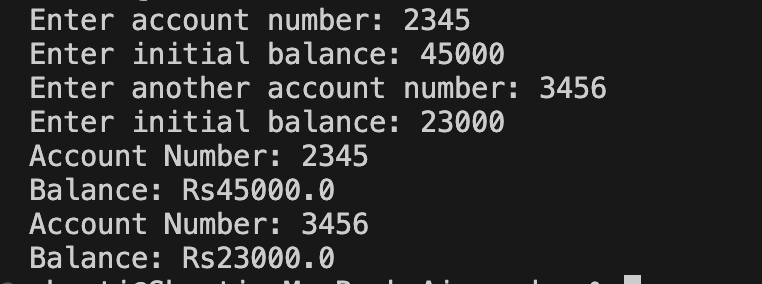 Enter account number: 2345
Enter initial balance: 45000
Enter another account number: 3456
Enter initial balance: 23000
Account Number: 2345
Balance: Rs45000.0
Account Number: 3456
Balance: Rs23000.0